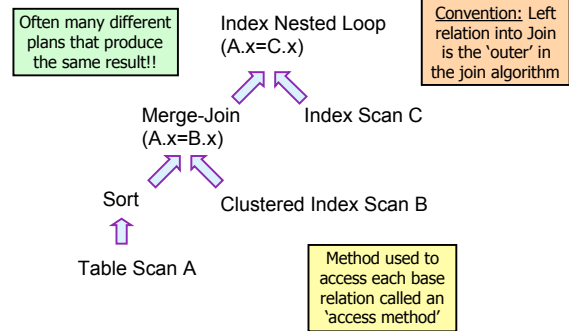 Often many different
plans that produce
the same result!!
Index Nested Loop
(A.x=C.x)
Convention: Left
relation into Join
is the ‘outer’ in
the join algorithm
Merge-Join
(A.x=B.x)
Index Scan C
Sort
Clustered Index Scan B
Table Scan A
Method used to
access each base
relation called an
‘access method’